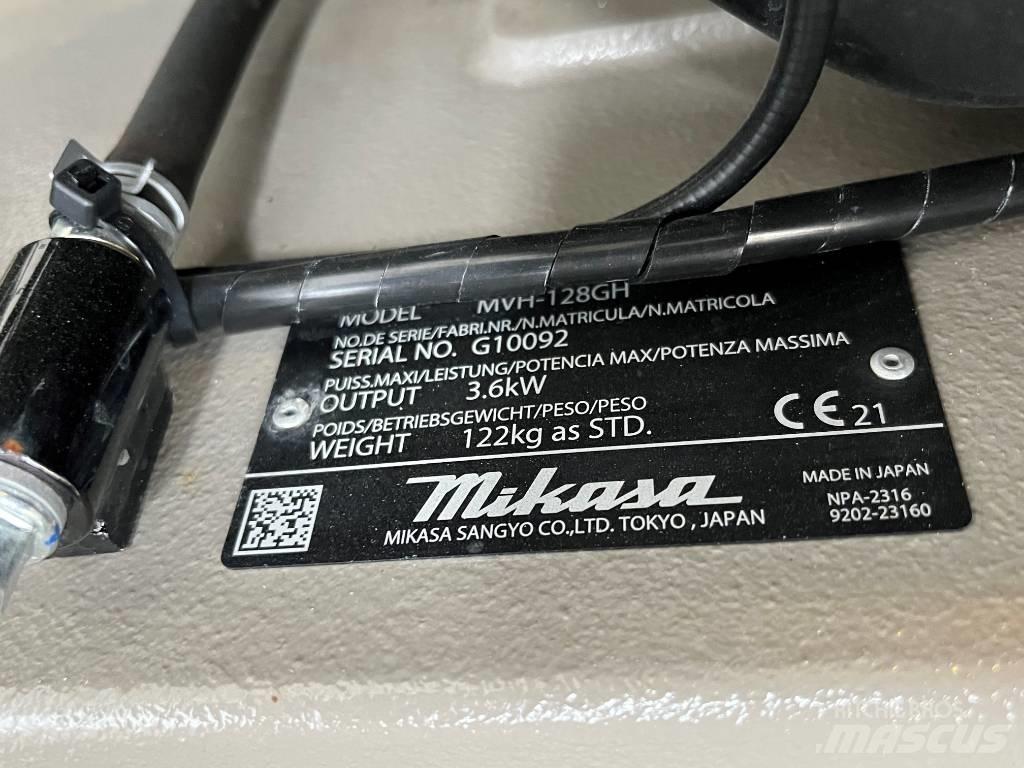 MODEL MVH-128GH
NO.DE SERIE/FABRI.NR./N.MATRICULA/N.MATRICOLA
SERIAL NO. G10092
PUISS.MAXI/LEISTUNG/POTENCIA MAX/POTENZA MASSIMA
OUTPUT 3.6kW
POIDS/BETRIEBSGEWICHT/PESO/PESO
WEIGHT 122kg as STD.
CE 21
Mikasa
MIKASA SANGYO CO.,LTD. TOKYO , JAPAN
MADE IN JAPAN
NPA-2316
9202-23160
MASCUS